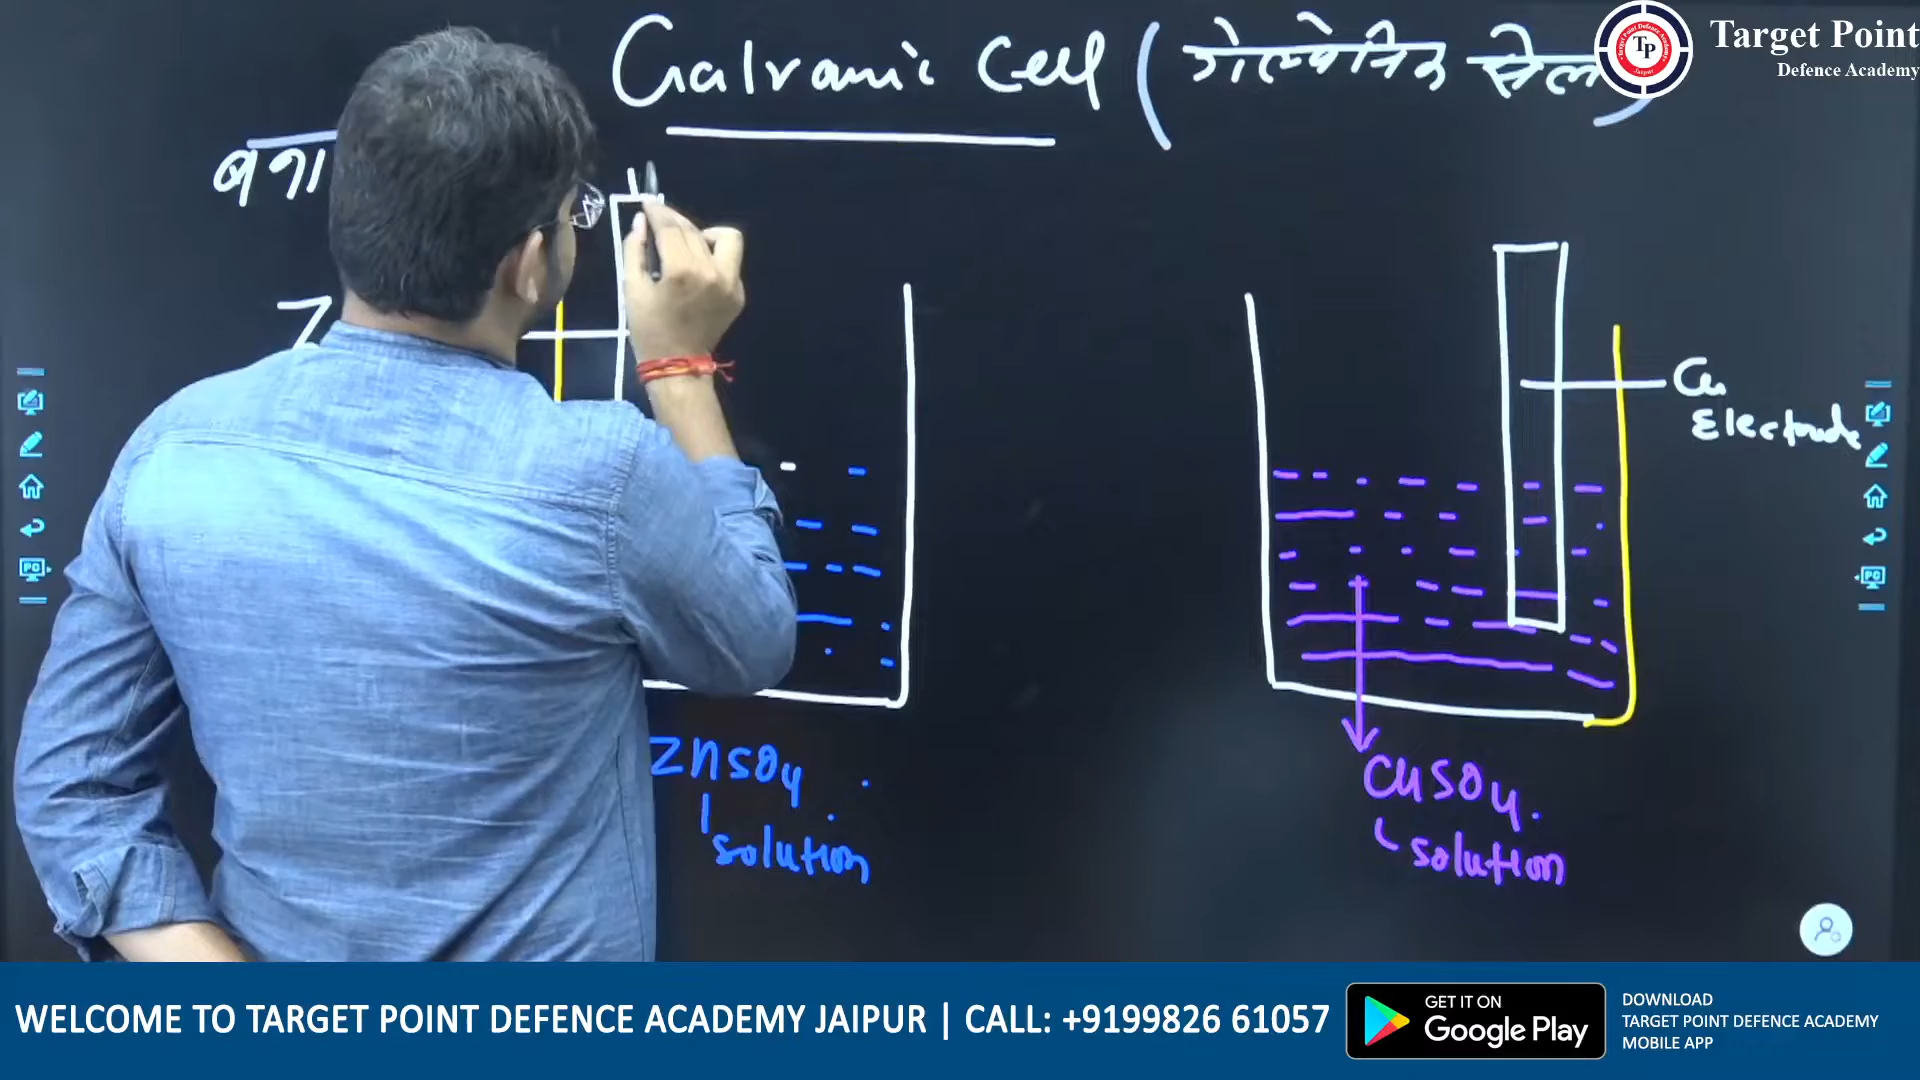 Galvanic Cell (गेल्वेनिक सेल)
Target Point
Defence Academy
TP
Cu
Electrode
ZnSO4
solution
CuSO4
solution
WELCOME TO TARGET POINT DEFENCE ACADEMY JAIPUR | CALL: +9199826 61057
GET IT ON
Google Play
DOWNLOAD
TARGET POINT DEFENCE ACADEMY
MOBILE APP